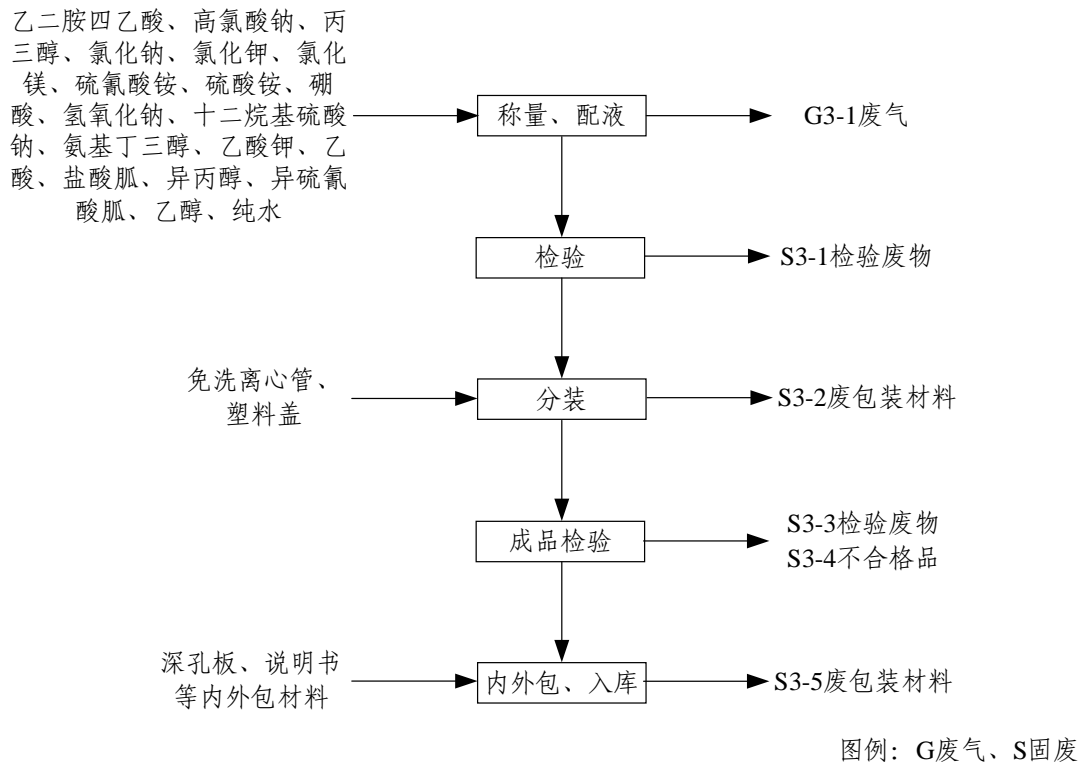 乙二胺四乙酸、高氯酸钠、丙
三醇、氯化钠、氯化钾、氯化
镁、硫氰酸铵、硫酸铵、硼
酸、氢氧化钠、十二烷基硫酸
钠、氨基丁三醇、乙酸钾、乙
酸、盐酸胍、异丙醇、异硫氰
酸胍、乙醇、纯水
称量、配液
G3-1废气
检验
S3-1检验废物
免洗离心管、
塑料盖
分装
S3-2废包装材料
成品检验
S3-3检验废物
S3-4不合格品
深孔板、说明书
等内外包材料
内外包、入库
S3-5废包装材料
图例：G废气、S固废